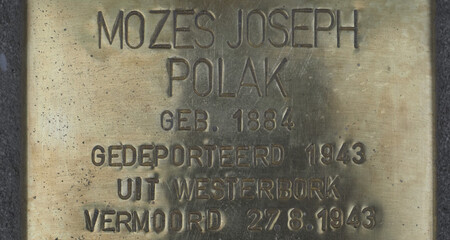 MOZES JOSEPH
POLAK
GEB. 1884
GEDEPORTEERD 1943
UIT WESTERBORK
VERMOORD 27.8.1943